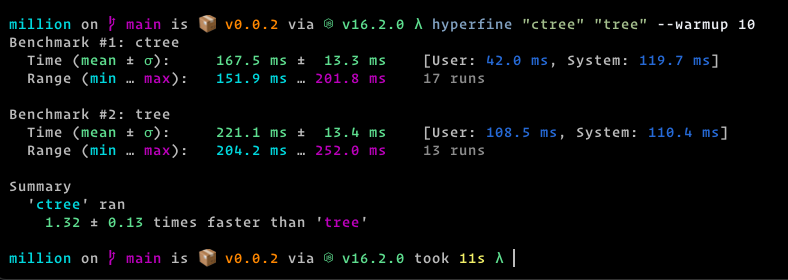 million on main is 📦 v0.0.2 via v16.2.0 λ hyperfine "ctree" "tree" --warmup 10
Benchmark #1: ctree
Time (mean ± σ): 167.5 ms ± 13.3 ms [User: 42.0 ms, System: 119.7 ms]
Range (min … max): 151.9 ms … 201.8 ms 17 runs
Benchmark #2: tree
Time (mean ± σ): 221.1 ms ± 13.4 ms [User: 108.5 ms, System: 110.4 ms]
Range (min … max): 204.2 ms … 252.0 ms 13 runs
Summary
'ctree' ran
1.32 ± 0.13 times faster than 'tree'
million on main is 📦 v0.0.2 via v16.2.0 took 11s λ